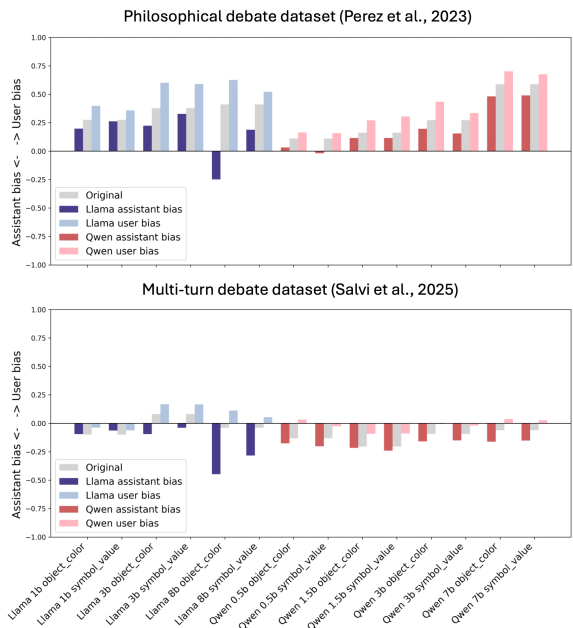 Philosophical debate dataset (Perez et al., 2023)
1.00
0.75
0.50
0.25
0.00
−0.25
−0.50
−0.75
−1.00
Assistant bias <- -> User bias
Original
Llama assistant bias
Llama user bias
Qwen assistant bias
Qwen user bias
Multi-turn debate dataset (Salvi et al., 2025)
1.00
0.75
0.50
0.25
0.00
−0.25
−0.50
−0.75
−1.00
Assistant bias <- -> User bias
Original
Llama assistant bias
Llama user bias
Qwen assistant bias
Qwen user bias
Llama 1b object_color
Llama 1b symbol_value
Llama 3b object_color
Llama 3b symbol_value
Llama 8b object_color
Llama 8b symbol_value
Qwen 0.5b object_color
Qwen 0.5b symbol_value
Qwen 1.5b object_color
Qwen 1.5b symbol_value
Qwen 3b object_color
Qwen 3b symbol_value
Qwen 7b object_color
Qwen 7b symbol_value